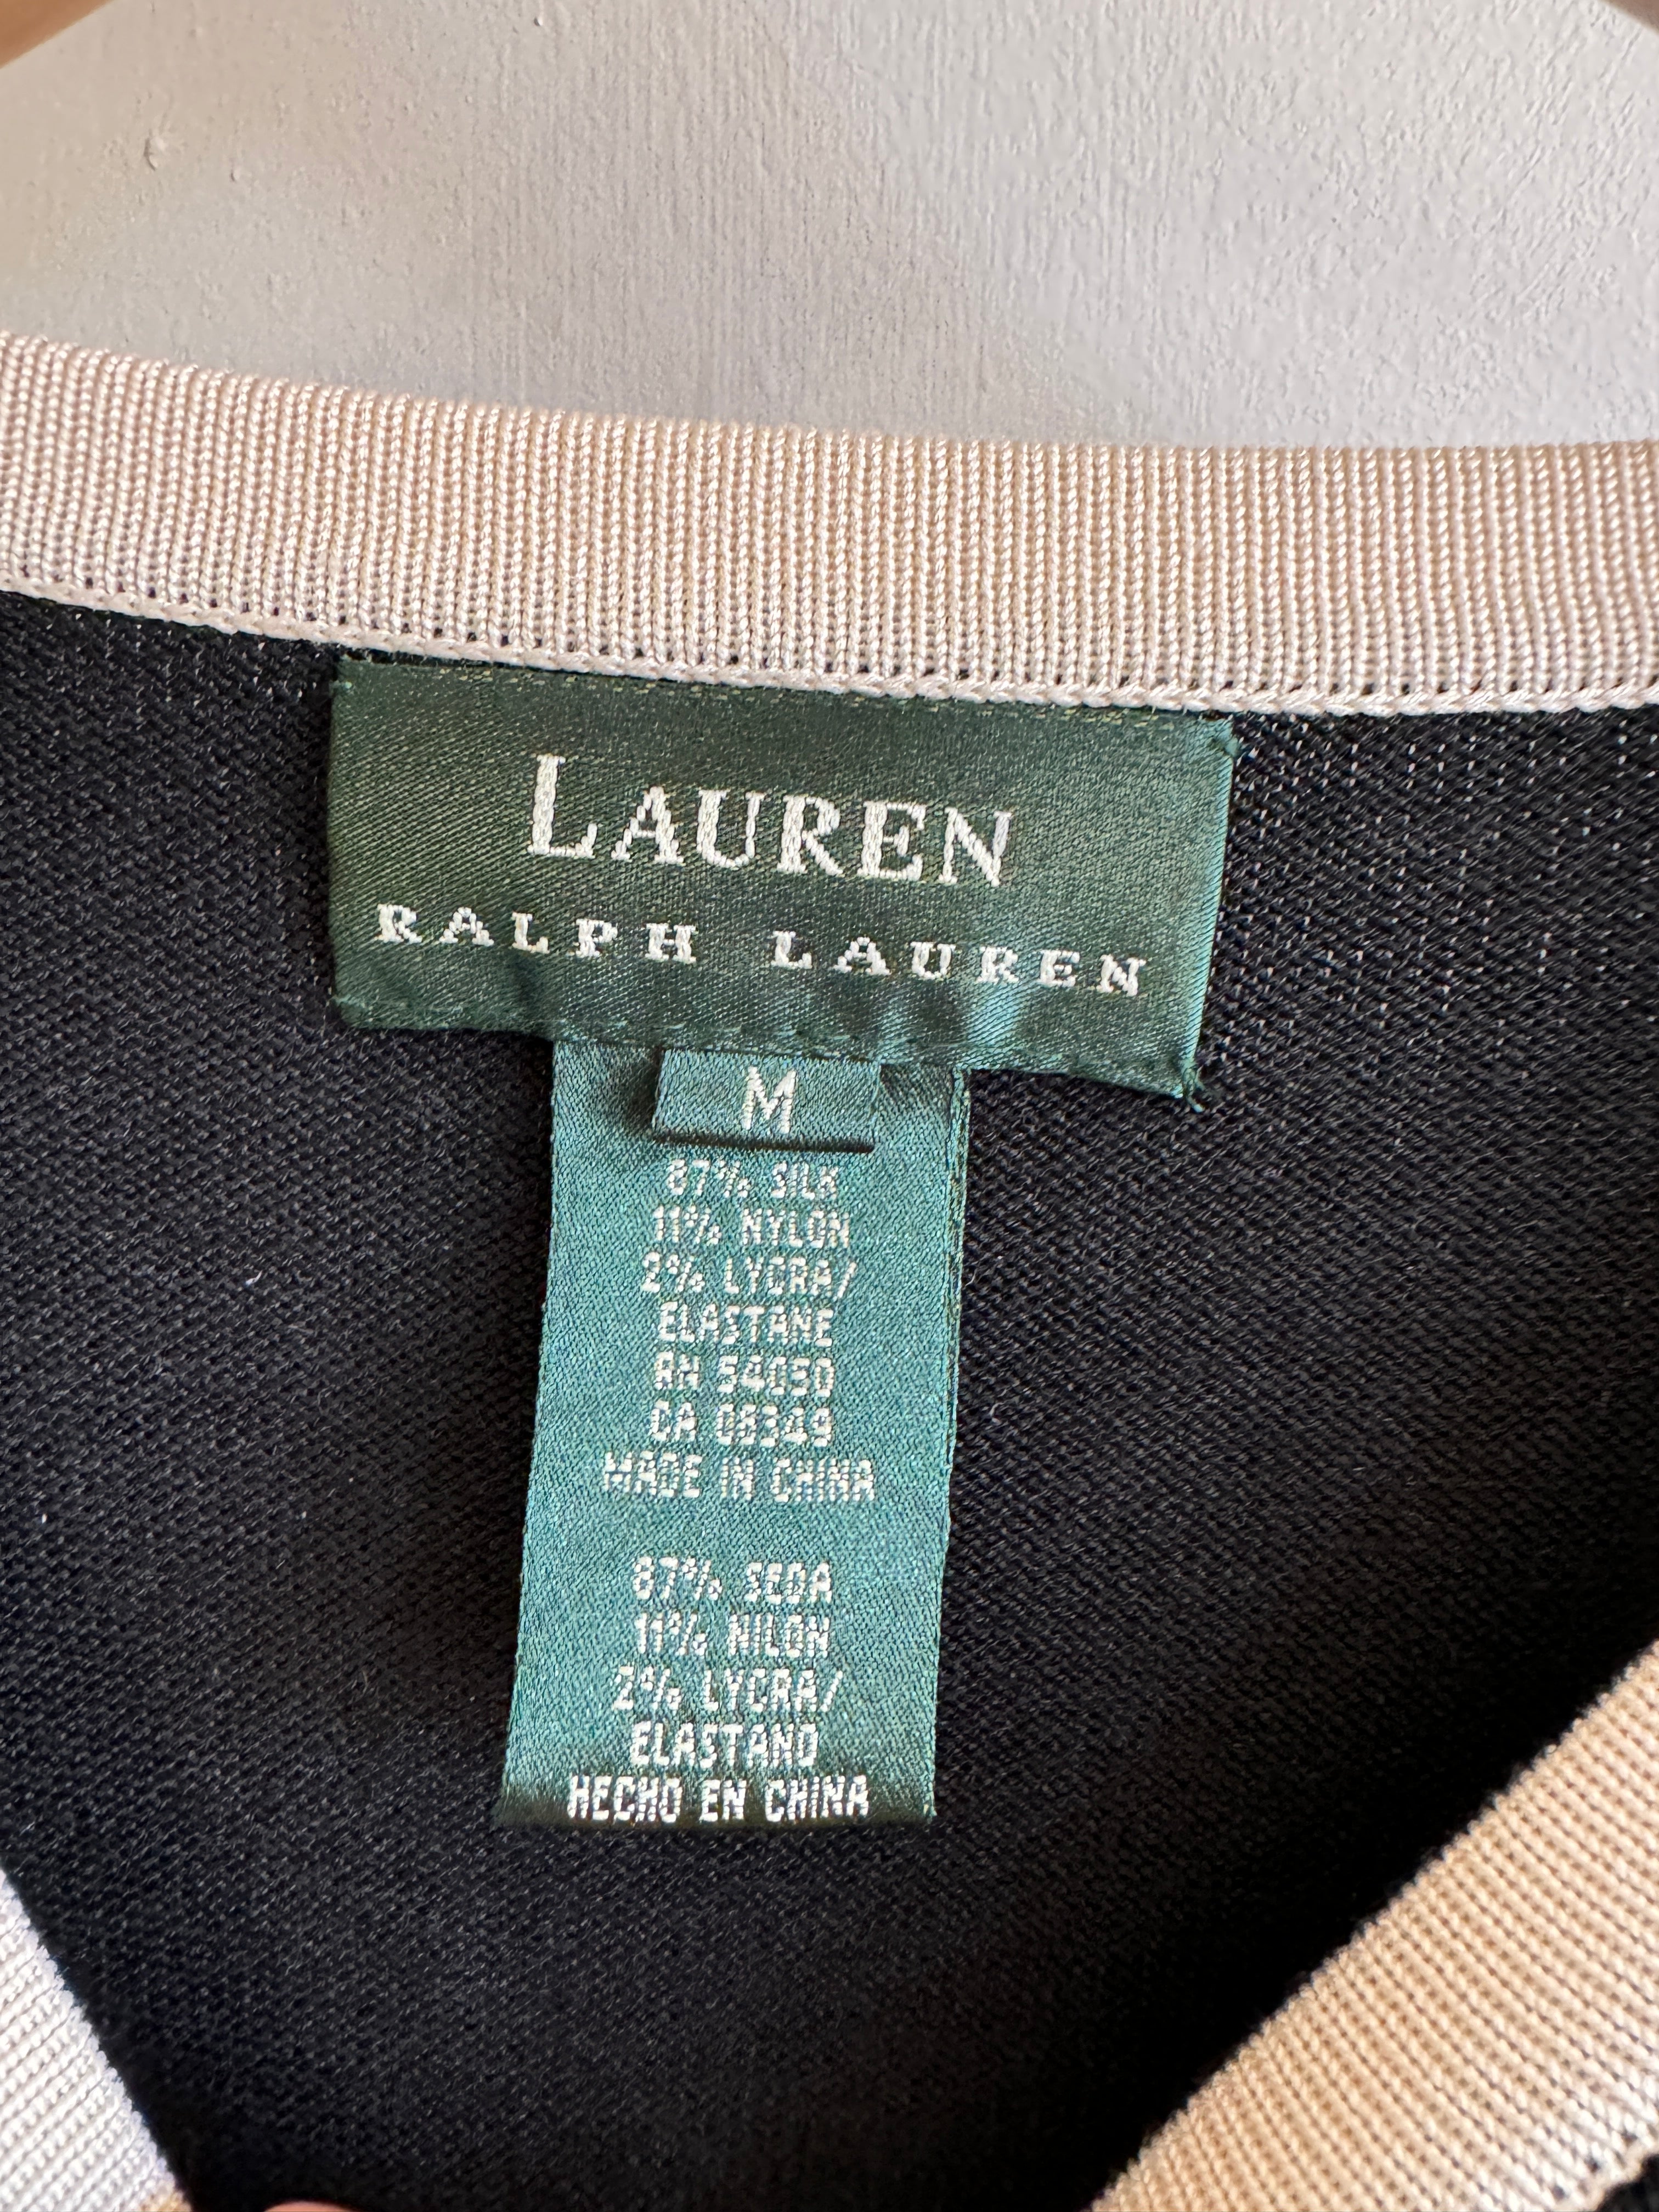 LAUREN
RALPH LAUREN
M
87% SILK
11% NYLON
2% LYCRA/
ELASTANE
RN 54050
CA 08349
MADE IN CHINA
87% SEDA
11% NILON
2% LYCRA/
ELASTANO
HECHO EN CHINA